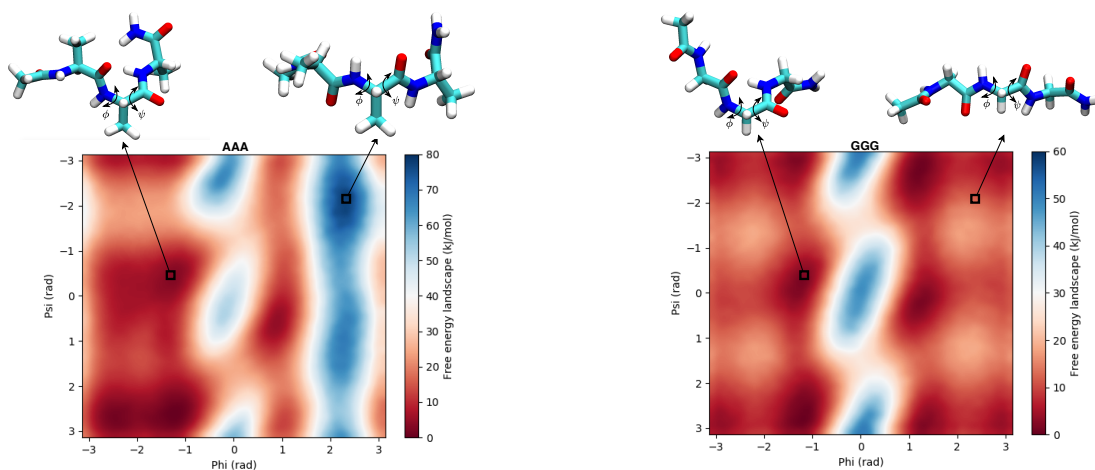 ϕ ψ
ϕ ψ
ϕ ψ
ϕ ψ
AAA
−3
−2
−1
0
1
2
3
Psi (rad)
−3 −2 −1 0 1 2 3
Phi (rad)
80
70
60
50
40
30
20
10
0
Free energy landscape (kJ/mol)
GGG
−3
−2
−1
0
1
2
3
Psi (rad)
−3 −2 −1 0 1 2 3
Phi (rad)
60
50
40
30
20
10
0
Free energy landscape (kJ/mol)